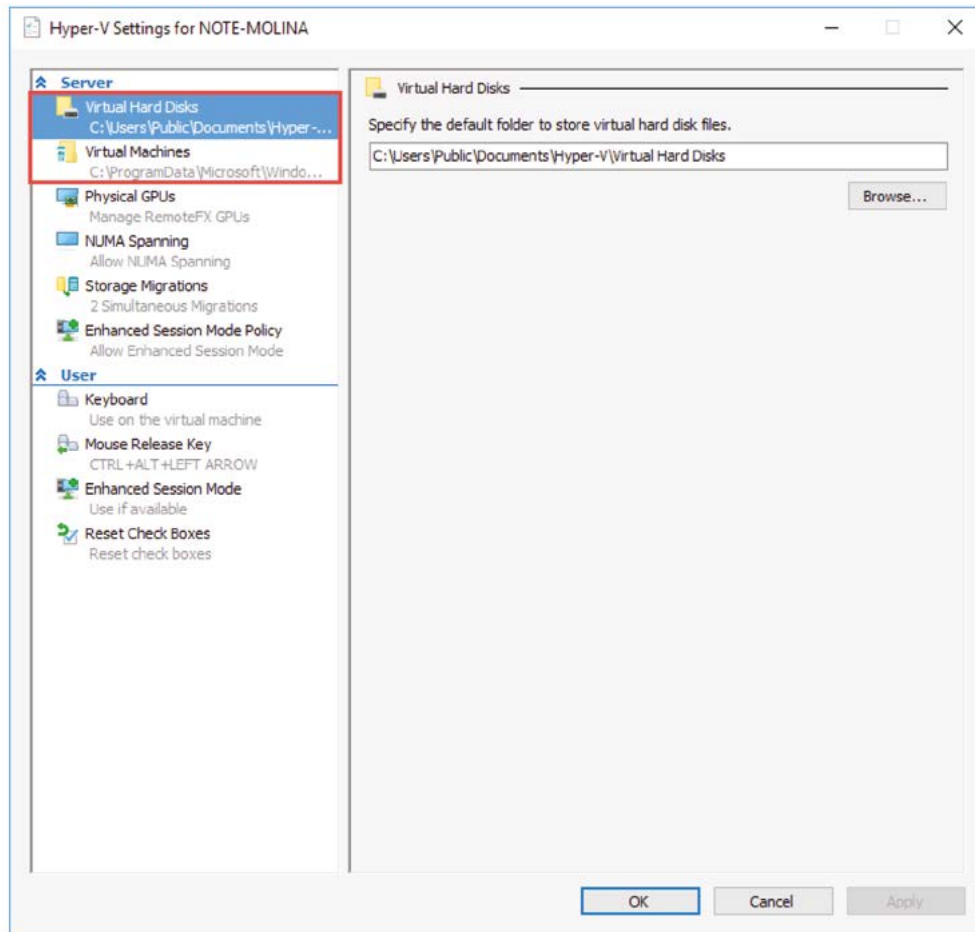 Hyper-V Settings for NOTE-MOLINA
Server
Virtual Hard Disks
C:\Users\Public\Documents\Hyper-...
Virtual Machines
C:\ProgramData\Microsoft\Windo...
Physical GPUs
Manage RemoteFX GPUs
NUMA Spanning
Allow NUMA Spanning
Storage Migrations
2 Simultaneous Migrations
Enhanced Session Mode Policy
Allow Enhanced Session Mode
User
Keyboard
Use on the virtual machine
Mouse Release Key
CTRL+ALT+LEFT ARROW
Enhanced Session Mode
Use if available
Reset Check Boxes
Reset check boxes
Virtual Hard Disks
Specify the default folder to store virtual hard disk files.
C:\Users\Public\Documents\Hyper-V\Virtual Hard Disks
Browse...
OK
Cancel
Apply